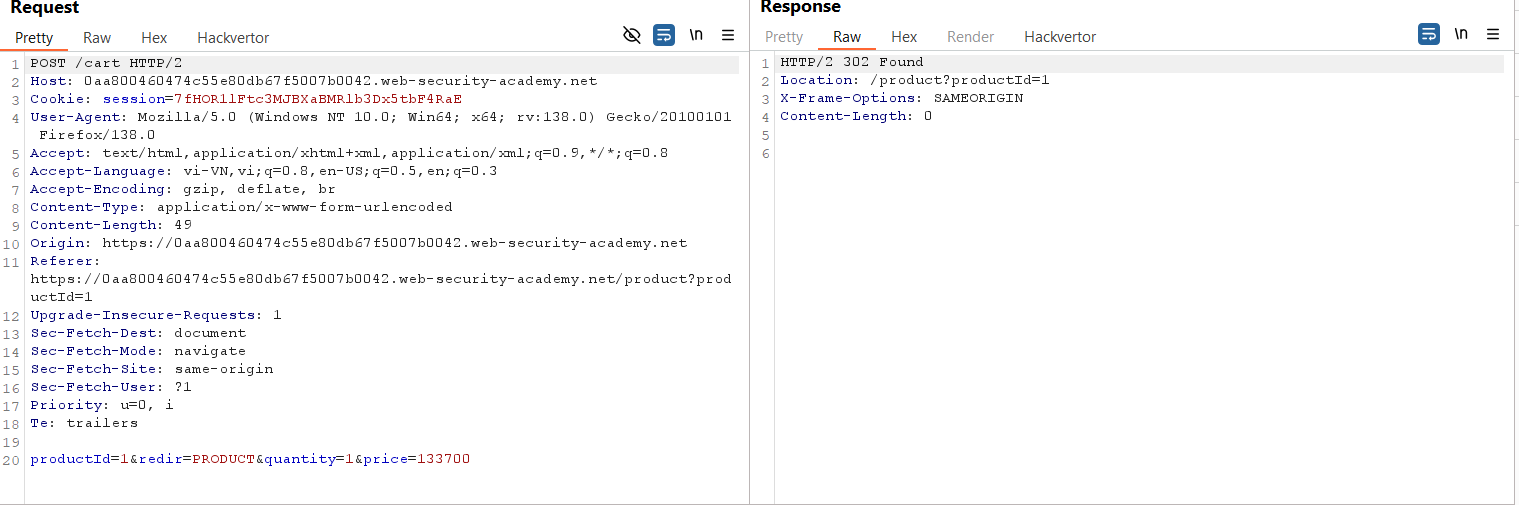 Request
Pretty Raw Hex Hackvertor \n
1 POST /cart HTTP/2
2 Host: 0aa800460474c55e80db67f5007b0042.web-security-academy.net
3 Cookie: session=7fHOR1lFtc3MJBXaBMRlb3Dx5tbF4RaE
4 User-Agent: Mozilla/5.0 (Windows NT 10.0; Win64; x64; rv:138.0) Gecko/20100101
Firefox/138.0
5 Accept: text/html,application/xhtml+xml,application/xml;q=0.9,*/*;q=0.8
6 Accept-Language: vi-VN,vi;q=0.8,en-US;q=0.5,en;q=0.3
7 Accept-Encoding: gzip, deflate, br
8 Content-Type: application/x-www-form-urlencoded
9 Content-Length: 49
10 Origin: https://0aa800460474c55e80db67f5007b0042.web-security-academy.net
11 Referer:
https://0aa800460474c55e80db67f5007b0042.web-security-academy.net/product?prod
uctId=1
12 Upgrade-Insecure-Requests: 1
13 Sec-Fetch-Dest: document
14 Sec-Fetch-Mode: navigate
15 Sec-Fetch-Site: same-origin
16 Sec-Fetch-User: ?1
17 Priority: u=0, i
18 Te: trailers
19
20 productId=1&redir=PRODUCT&quantity=1&price=133700
Response
Pretty Raw Hex Render Hackvertor \n
1 HTTP/2 302 Found
2 Location: /product?productId=1
3 X-Frame-Options: SAMEORIGIN
4 Content-Length: 0
5
6